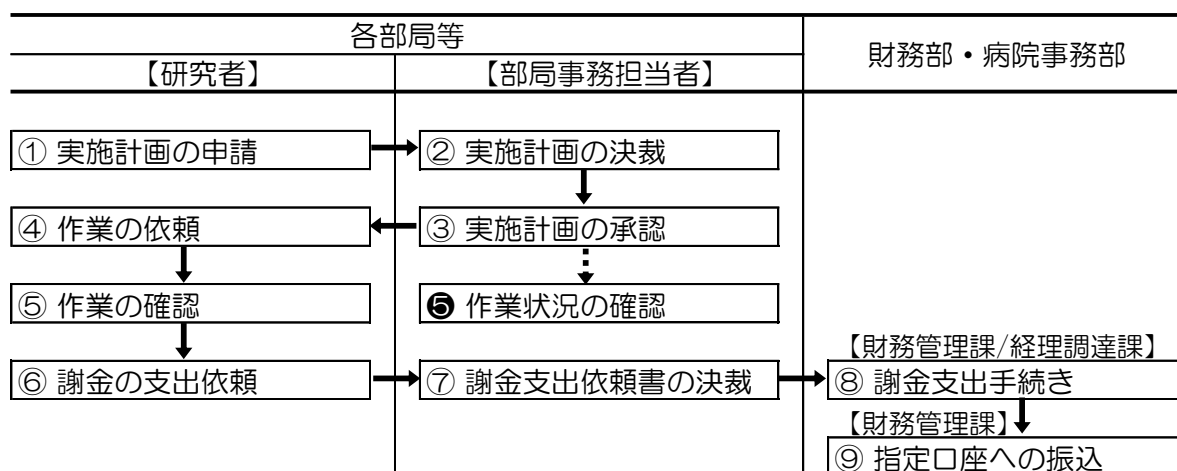 各部局等
財務部・病院事務部
【研究者】
【部局事務担当者】
① 実施計画の申請
② 実施計画の決裁
④ 作業の依頼
③ 実施計画の承認
⑤ 作業の確認
❺ 作業状況の確認
【財務管理課/経理調達課】
⑥ 謝金の支出依頼
⑦ 謝金支出依頼書の決裁
⑧ 謝金支出手続き
【財務管理課】
⑨ 指定口座への振込